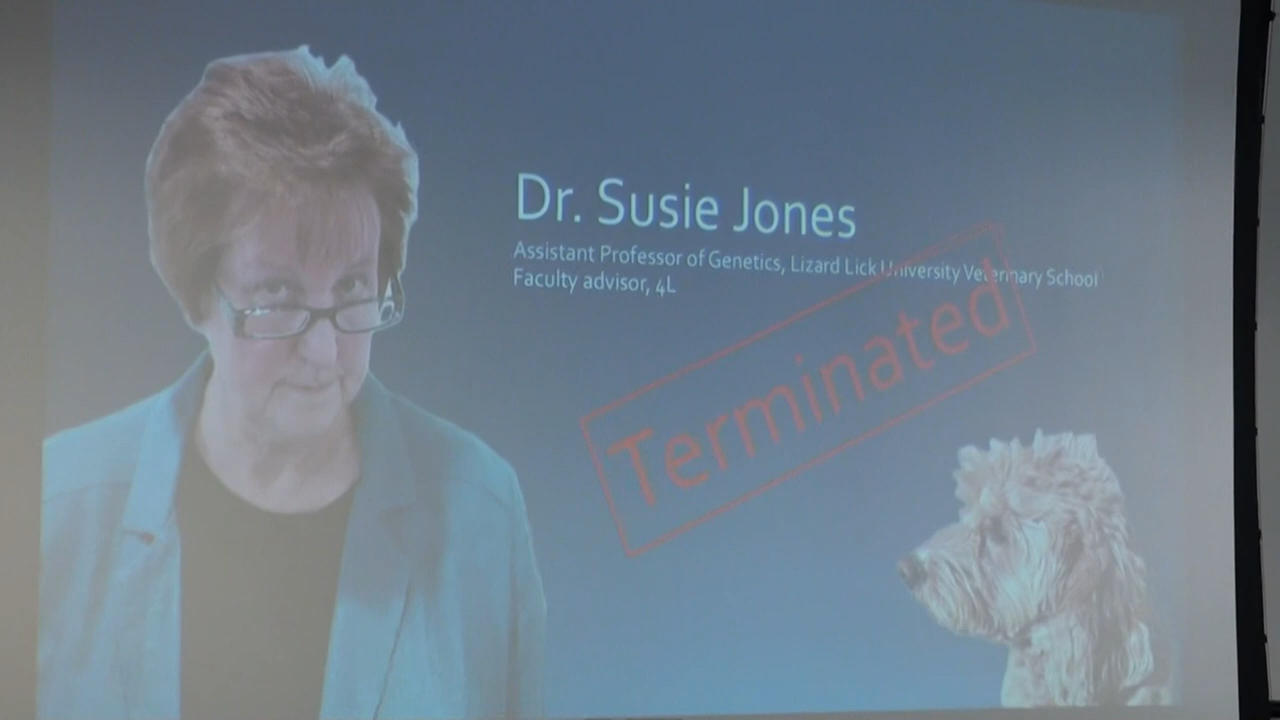 Dr. Susie Jones
Assistant Professor of Genetics, Lizard Lick University Veterinary School
Faculty advisor, 4L
Terminated